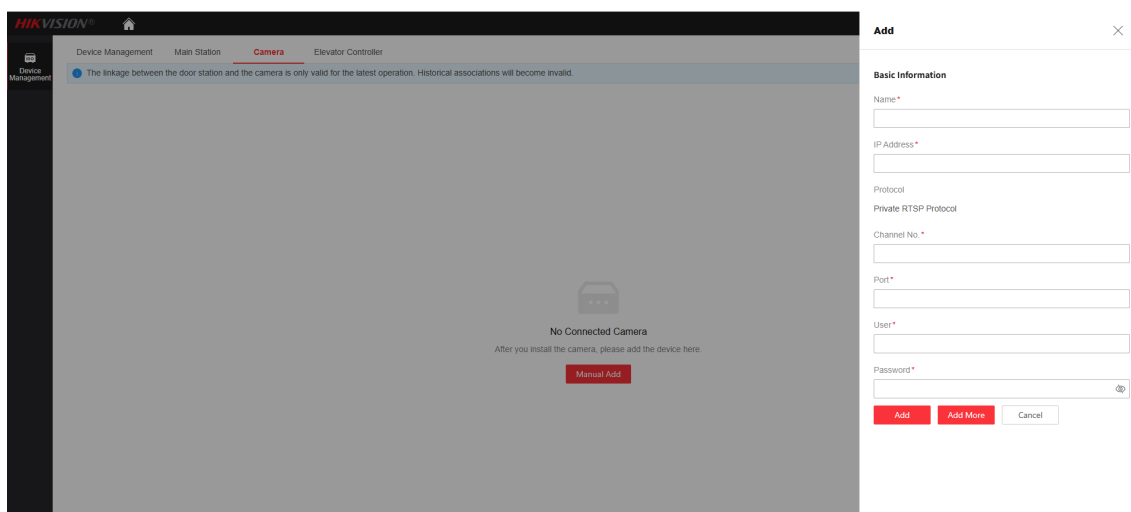 HIKVISION®
Device Management
Device Management
Main Station
Camera
Elevator Controller
The linkage between the door station and the camera is only valid for the latest operation. Historical associations will become invalid.
No Connected Camera
After you install the camera, please add the device here.
Manual Add
Add
Basic Information
Name*
IP Address*
Protocol
Private RTSP Protocol
Channel No.*
Port*
User*
Password*
Add
Add More
Cancel